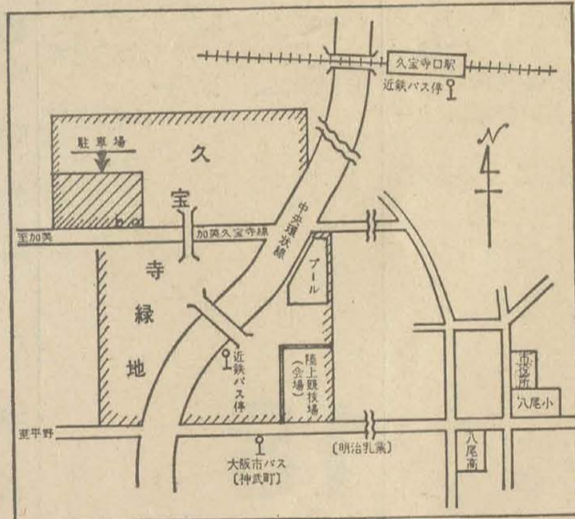 久宝寺口駅
近鉄バス停
駐車場
久宝寺緑地
N
中央環状線
至加美
加美久宝寺線
プール
近鉄バス停
陸上競技場
(会場)
市役所
八尾小
至平野
大阪市バス
〔神武町〕
〔明治乳業〕
八尾高